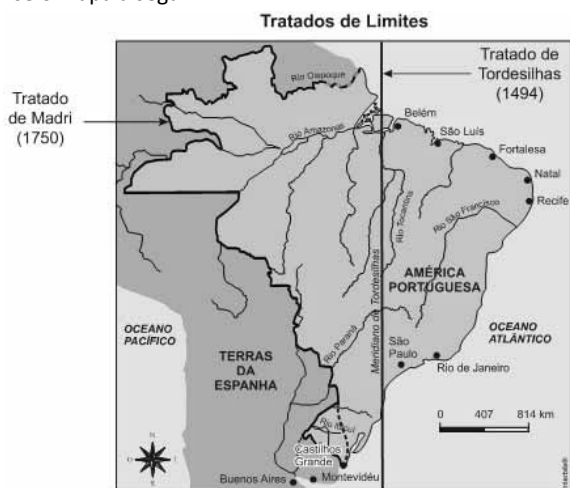 Tratados de Limites
Tratado de
Tordesilhas
(1494)
Tratado
de Madri
(1750)
Rio Oiapoque
Rio Amazonas
Belém
São Luís
Fortalesa
Natal
Recife
Rio Tocantins
Rio São Francisco
Meridiano de Tordesilhas
AMÉRICA
PORTUGUESA
OCEANO
PACÍFICO
OCEANO
ATLÂNTICO
TERRAS
DA
ESPANHA
Rio Paraná
São
Paulo
Rio de Janeiro
0 407 814 km
Rio
Castilhos
Grande
Buenos Aires
Montevidéu